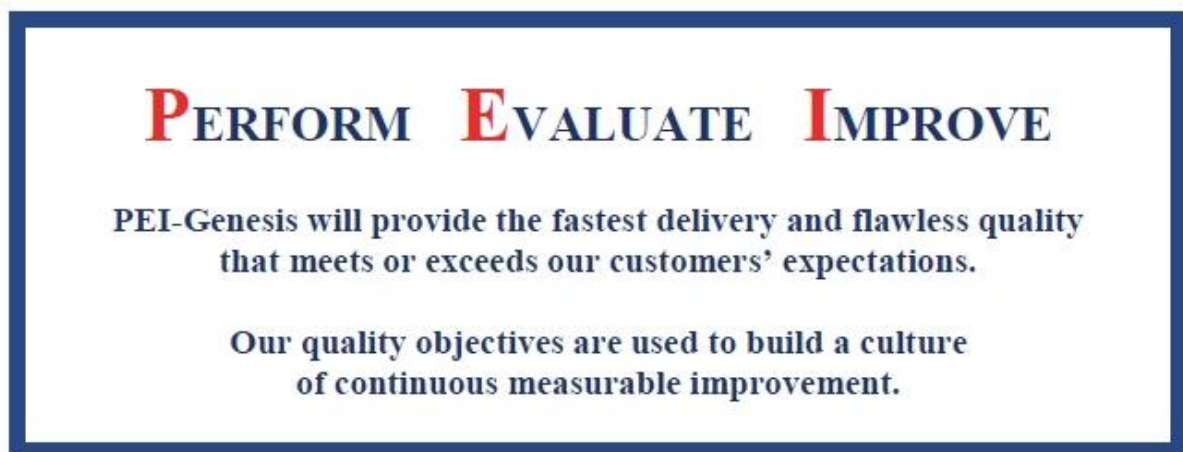 PERFORM EVALUATE IMPROVE
PEI-Genesis will provide the fastest delivery and flawless quality
that meets or exceeds our customers’ expectations.
Our quality objectives are used to build a culture
of continuous measurable improvement.